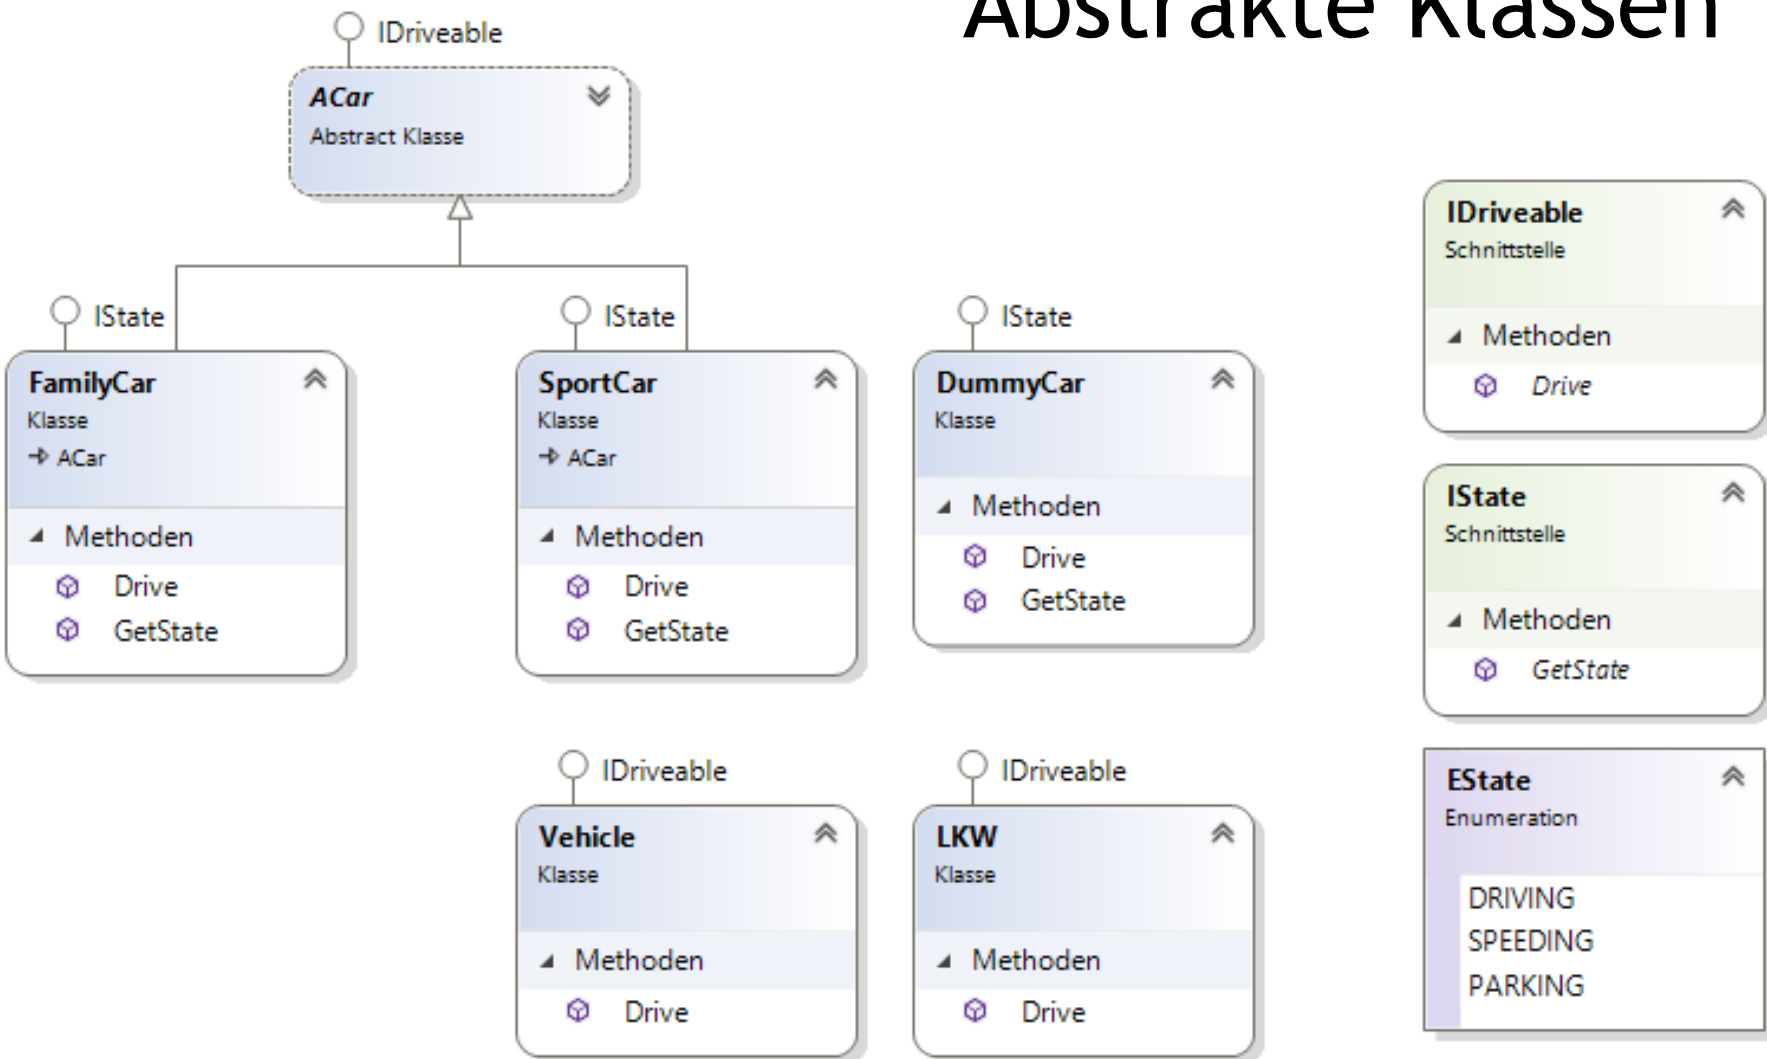 Abstrakte Klassen
IDriveable
ACar
Abstract Klasse
IState
FamilyCar
Klasse
ACar
Methoden
Drive
GetState
IState
SportCar
Klasse
ACar
Methoden
Drive
GetState
IState
DummyCar
Klasse
Methoden
Drive
GetState
IDriveable
Vehicle
Klasse
Methoden
Drive
IDriveable
LKW
Klasse
Methoden
Drive
IDriveable
Schnittstelle
Methoden
Drive
IState
Schnittstelle
Methoden
GetState
EState
Enumeration
DRIVING
SPEEDING
PARKING